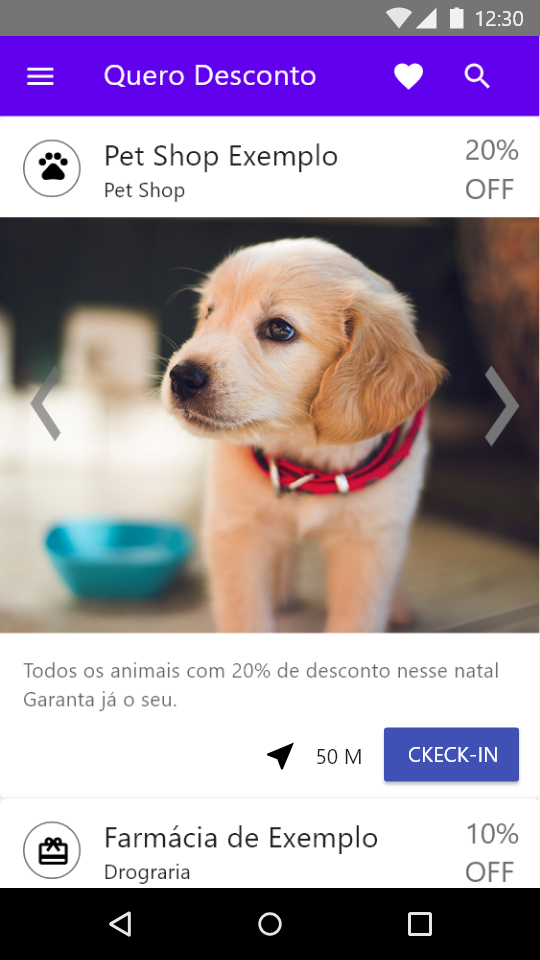 12:30
Quero Desconto
Pet Shop Exemplo
Pet Shop
20%
OFF
Todos os animais com 20% de desconto nesse natal
Garanta já o seu.
50 M
CKECK-IN
Farmácia de Exemplo
Drograria
10%
OFF